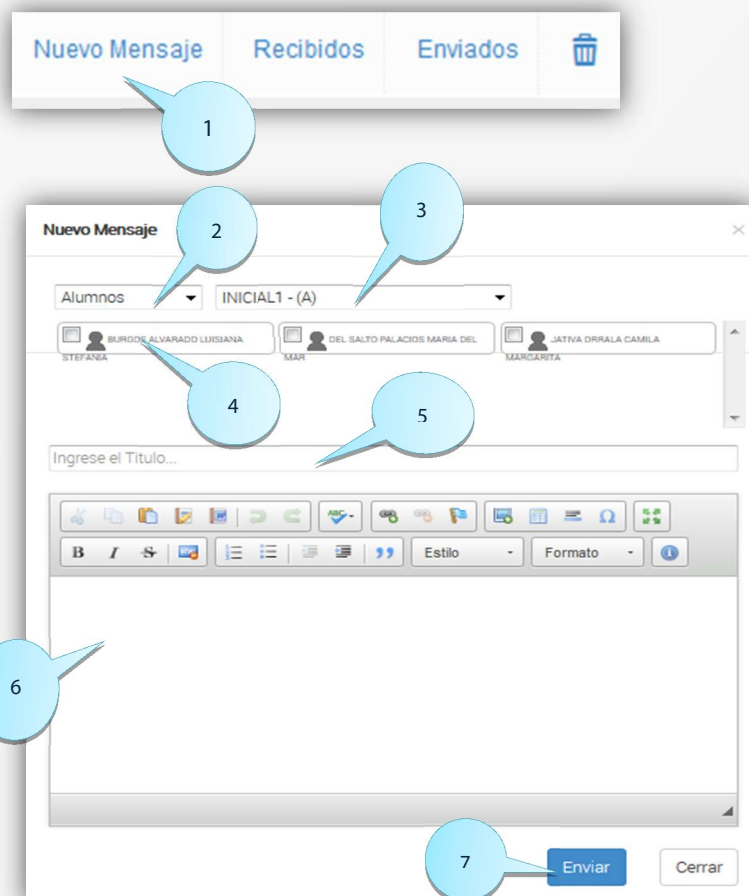 Nuevo Mensaje Recibidos Enviados
1
2
3
Nuevo Mensaje
Alumnos INICIAL1 - (A)
BURGOS ALVARADO LUISIANA STEFANIA
DEL SALTO PALACIOS MARIA DEL MAR
JATIVA ORRALA CAMILA MARGARITA
4
5
Ingrese el Titulo...
ABC
B I S
Estilo Formato
6
7
Enviar Cerrar